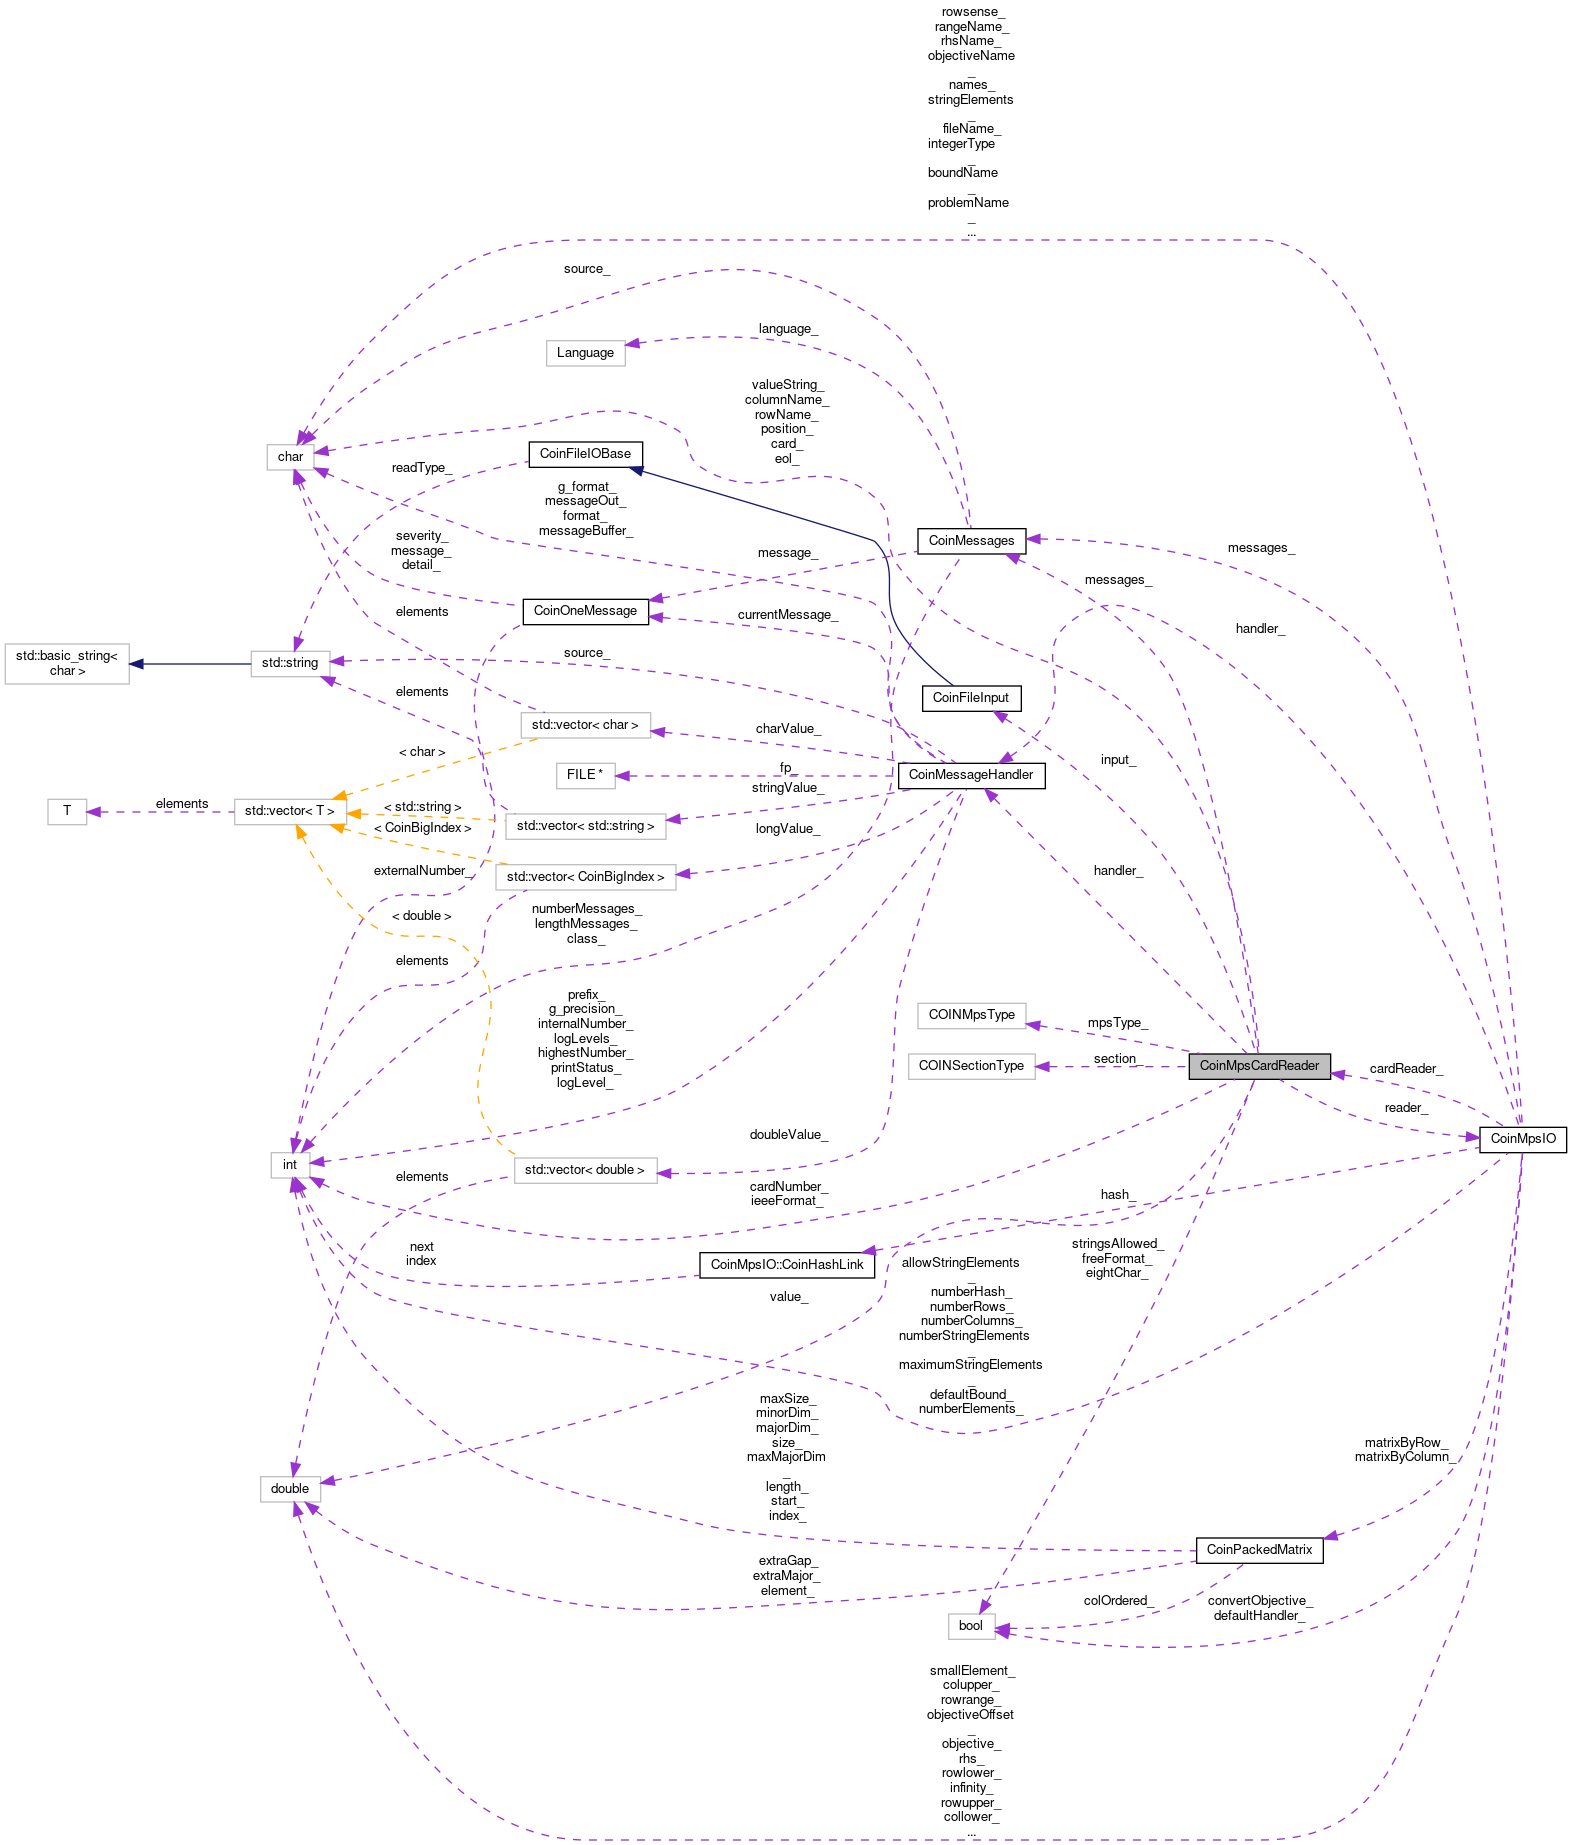 rowsense_
rangeName_
rhsName_
objectiveName
_
names_
stringElements
_
fileName_
integerType
_
boundName
_
problemName
_
...
source_
language_
Language
valueString_
columnName_
rowName_
position_
card_
eol_
char
CoinFileIOBase
readType_
g_format_
messageOut_
format_
messageBuffer_
severity_
message_
detail_
CoinMessages
messages_
message_
messages_
CoinOneMessage
elements
currentMessage_
handler_
std::basic_string<
char >
std::string
source_
elements
CoinFileInput
std::vector< char >
charValue_
< char >
input_
FILE *
fp_
CoinMessageHandler
stringValue_
T
elements
std::vector< T >
< std::string >
std::vector< std::string >
< CoinBigIndex >
longValue_
externalNumber_
std::vector< CoinBigIndex >
handler_
< double >
numberMessages_
lengthMessages_
class_
elements
prefix_
g_precision_
internalNumber_
logLevels_
highestNumber_
printStatus_
logLevel_
COINMpsType
mpsType_
COINSectionType
section_
CoinMpsCardReader
cardReader_
reader_
CoinMpsIO
doubleValue_
int
std::vector< double >
elements
cardNumber_
ieeeFormat_
hash_
next
index
CoinMpsIO::CoinHashLink
stringsAllowed_
freeFormat_
eightChar_
value_
allowStringElements
_
numberHash_
numberRows_
numberColumns_
numberStringElements
_
maximumStringElements
_
defaultBound_
numberElements_
maxSize_
minorDim_
majorDim_
size_
maxMajorDim
_
length_
start_
index_
matrixByRow_
matrixByColumn_
double
CoinPackedMatrix
extraGap_
extraMajor_
element_
colOrdered_
convertObjective_
defaultHandler_
bool
smallElement_
colupper_
rowrange_
objectiveOffset
_
objective_
rhs_
rowlower_
infinity_
rowupper_
collower_
...